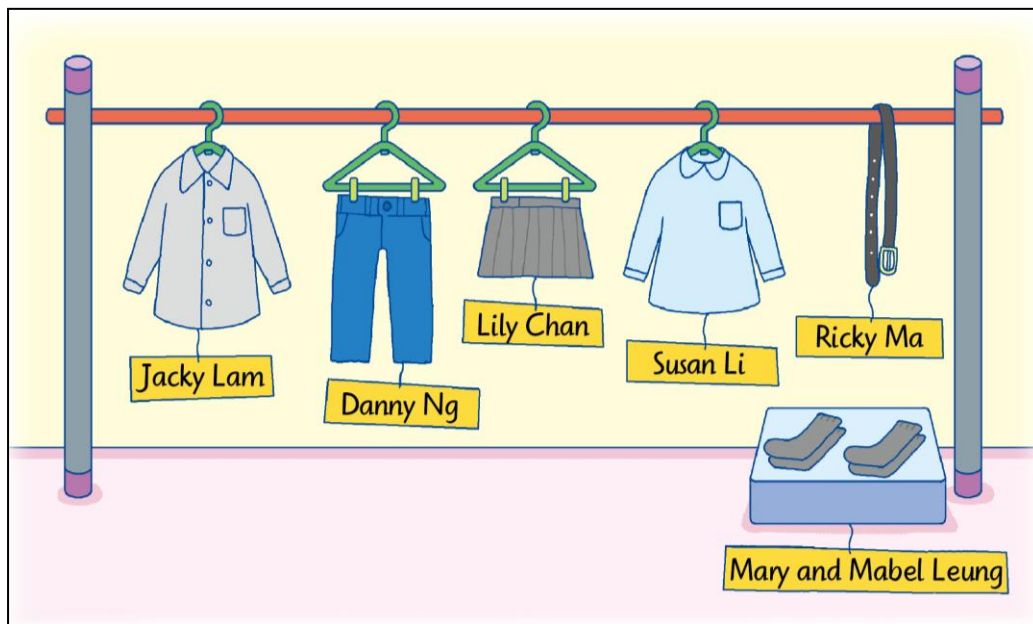 Jacky Lam
Danny Ng
Lily Chan
Susan Li
Ricky Ma
Mary and Mabel Leung